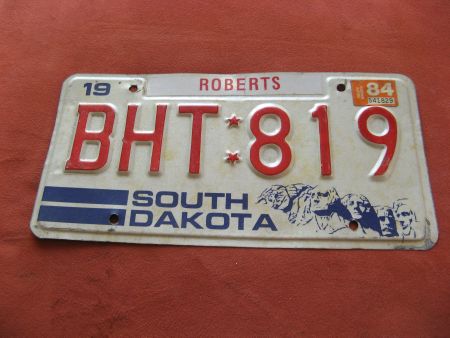 19 ROBERTS 84
541829
BHT 819
SOUTH
DAKOTA